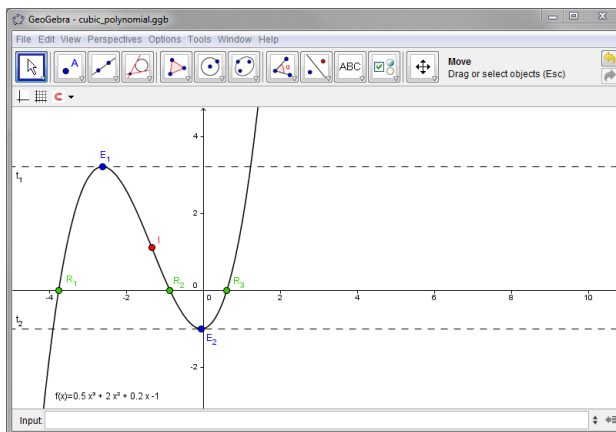 GeoGebra - cubic_polynomial.ggb
File Edit View Perspectives Options Tools Window Help
A
α
ABC
Move
Drag or select objects (Esc)
4
E₁
t₁
2
I
R₁
R₂
0
R₃
-4
-2
0
2
4
6
8
10
t₂
E₂
-2
f(x)=0.5 x³ + 2 x² + 0.2 x -1
Input: